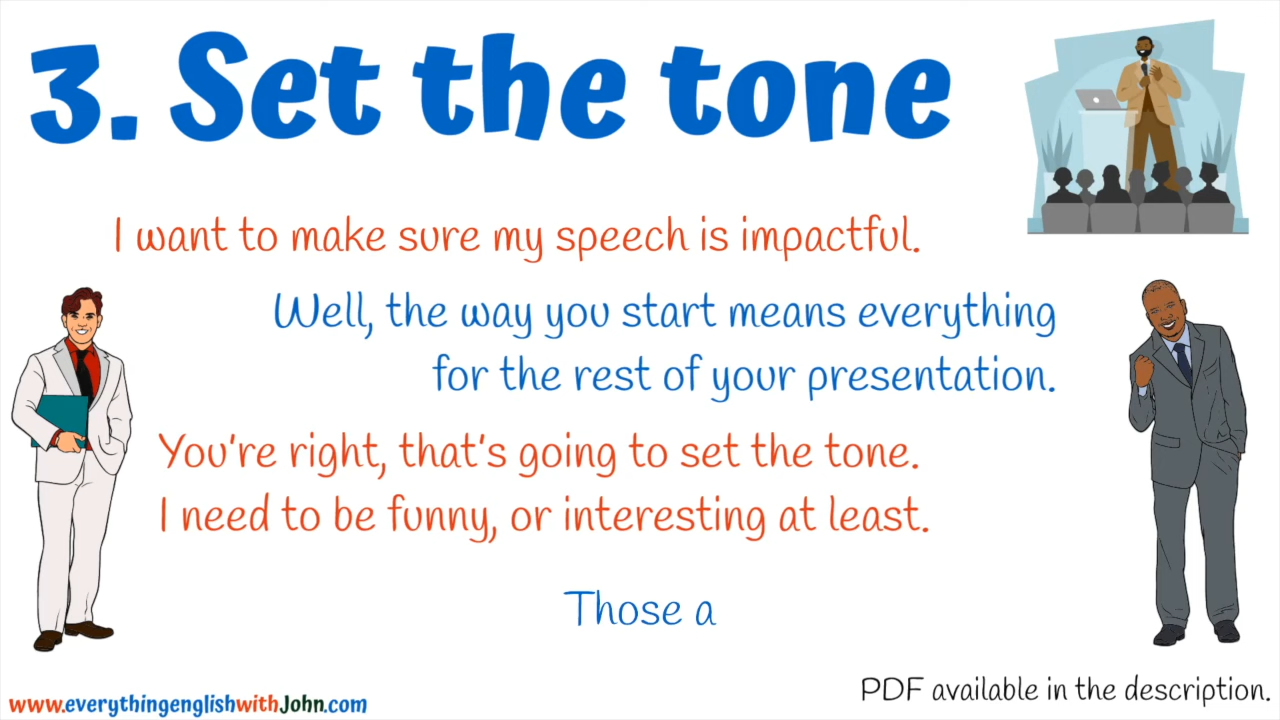 3. Set the tone
I want to make sure my speech is impactful.
Well, the way you start means everything
for the rest of your presentation.
You're right, that's going to set the tone.
I need to be funny, or interesting at least.
Those a
www.everythingenglishwithJohn.com
PDF available in the description.